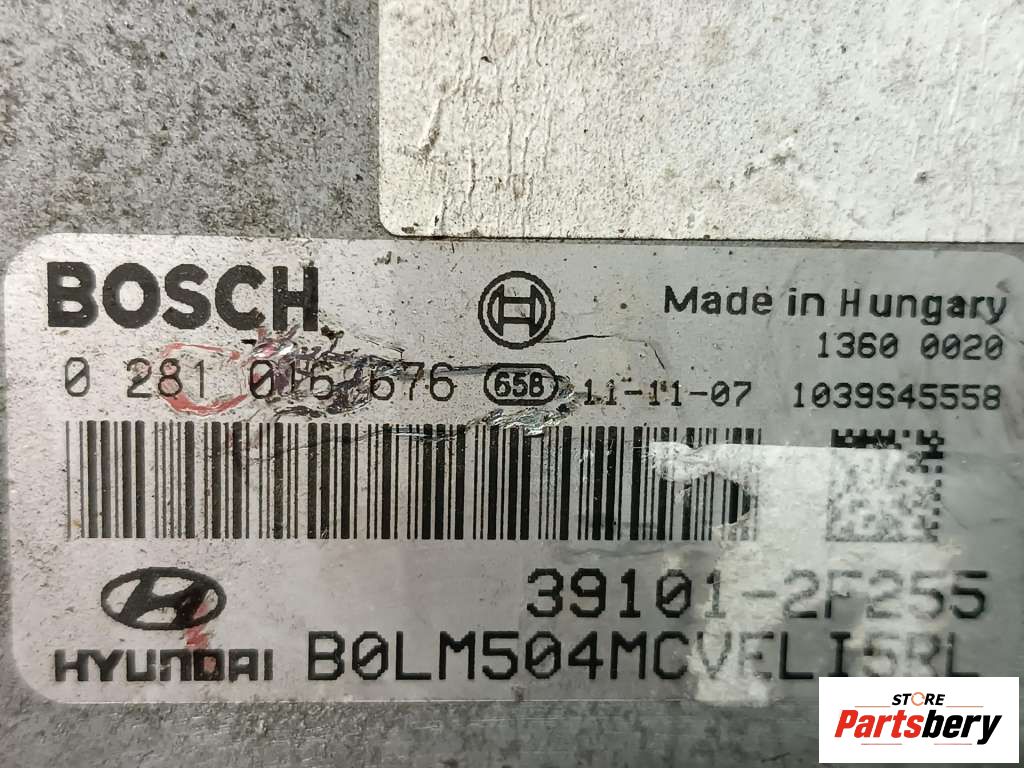 BOSCH
Made in Hungary
1360 0020
0 281 016 676 65B 11-11-07 1039S45558
39101-2F255
HYUNDAI B0LM504MCVELI5RL
STORE
Partsbery